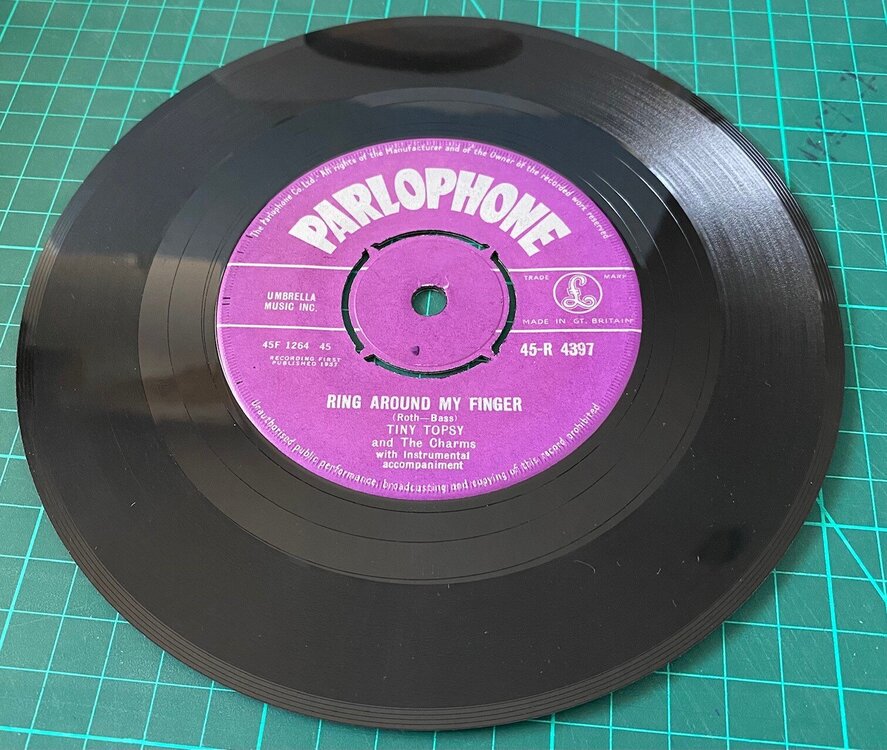 The Parlophone Co. Ltd. · All rights of the Manufacturer and of the Owner of the recorded work reserved
PARLOPHONE
TRADE MARK
£
UMBRELLA
MUSIC INC.
MADE IN GT. BRITAIN
45F 1264 45
45-R 4397
RECORDING FIRST
PUBLISHED 1957
RING AROUND MY FINGER
(Roth—Bass)
TINY TOPSY
and The Charms
with Instrumental
accompaniment
Unauthorised public performance, broadcasting and copying of this record prohibited